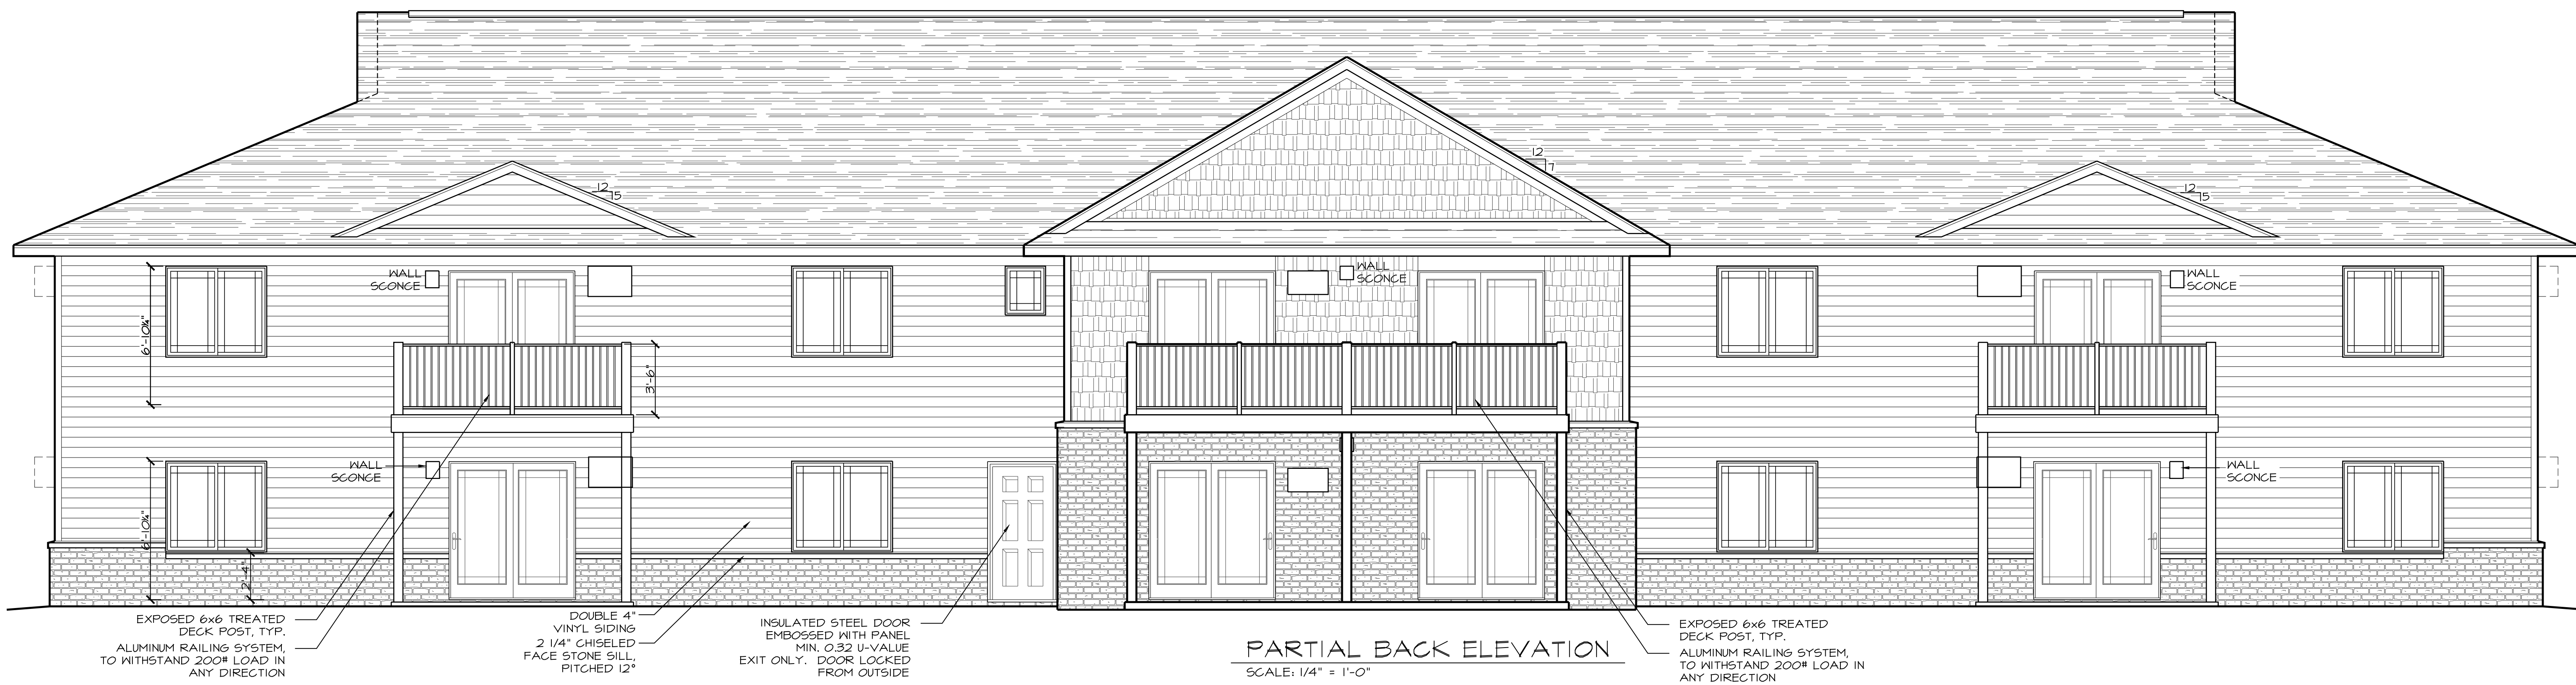 12
7
12
5
12
5
WALL
SCONCE
WALL
SCONCE
WALL
SCONCE
6'-10¼"
3'-6"
WALL
SCONCE
WALL
SCONCE
6'-10¼"
2'-4"
EXPOSED 6x6 TREATED
DECK POST, TYP.
ALUMINUM RAILING SYSTEM,
TO WITHSTAND 200# LOAD IN
ANY DIRECTION
DOUBLE 4"
VINYL SIDING
2 1/4" CHISELED
FACE STONE SILL,
PITCHED 12°
INSULATED STEEL DOOR
EMBOSSED WITH PANEL
MIN. 0.32 U-VALUE
EXIT ONLY. DOOR LOCKED
FROM OUTSIDE
PARTIAL BACK ELEVATION
SCALE: 1/4" = 1'-0"
EXPOSED 6x6 TREATED
DECK POST, TYP.
ALUMINUM RAILING SYSTEM,
TO WITHSTAND 200# LOAD IN
ANY DIRECTION